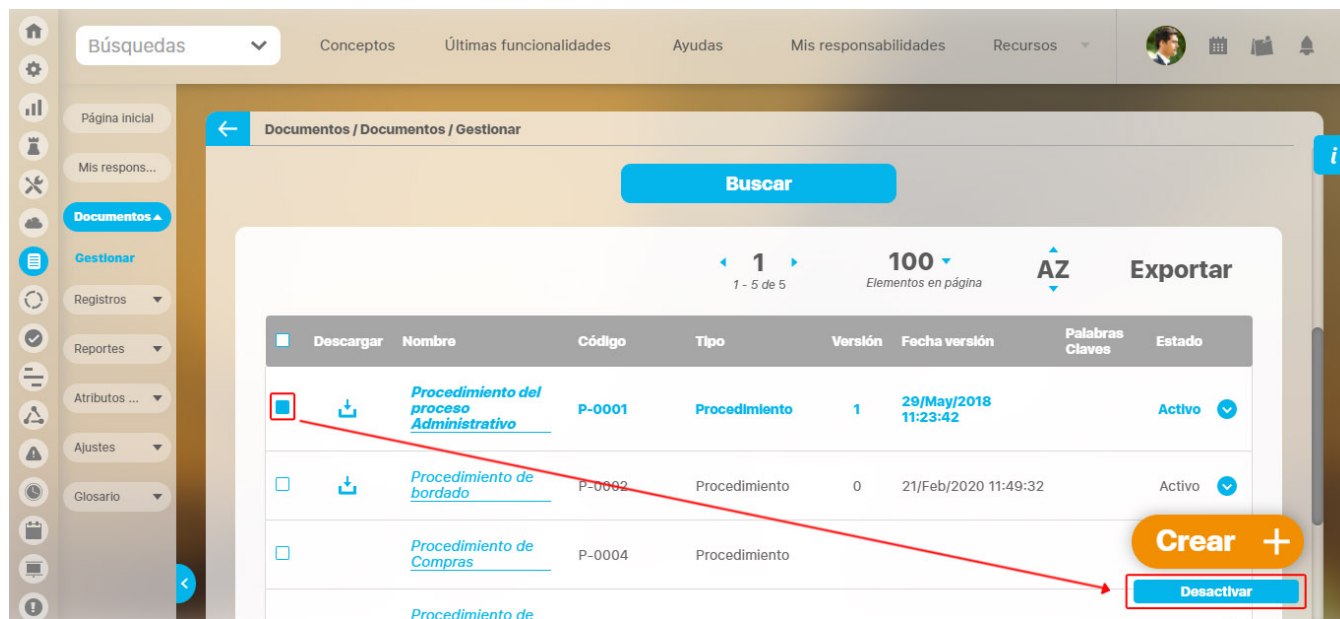 Búsquedas
Conceptos
Últimas funcionalidades
Ayudas
Mis responsabilidades
Recursos
Página inicial
Mis respons...
Documentos
Gestionar
Registros
Reportes
Atributos ...
Ajustes
Glosario
Documentos / Documentos / Gestionar
i
Buscar
1
1 - 5 de 5
100
Elementos en página
AZ
Exportar
Descargar Nombre Código Tipo Versión Fecha versión Palabras Claves Estado
Procedimiento del
proceso
Administrativo
P-0001 Procedimiento 1 29/May/2018
11:23:42
Activo
Procedimiento de
bordado
P-0002 Procedimiento 0 21/Feb/2020 11:49:32 Activo
Procedimiento de
Compras
P-0004 Procedimiento
Procedimiento de
Crear +
Desactivar